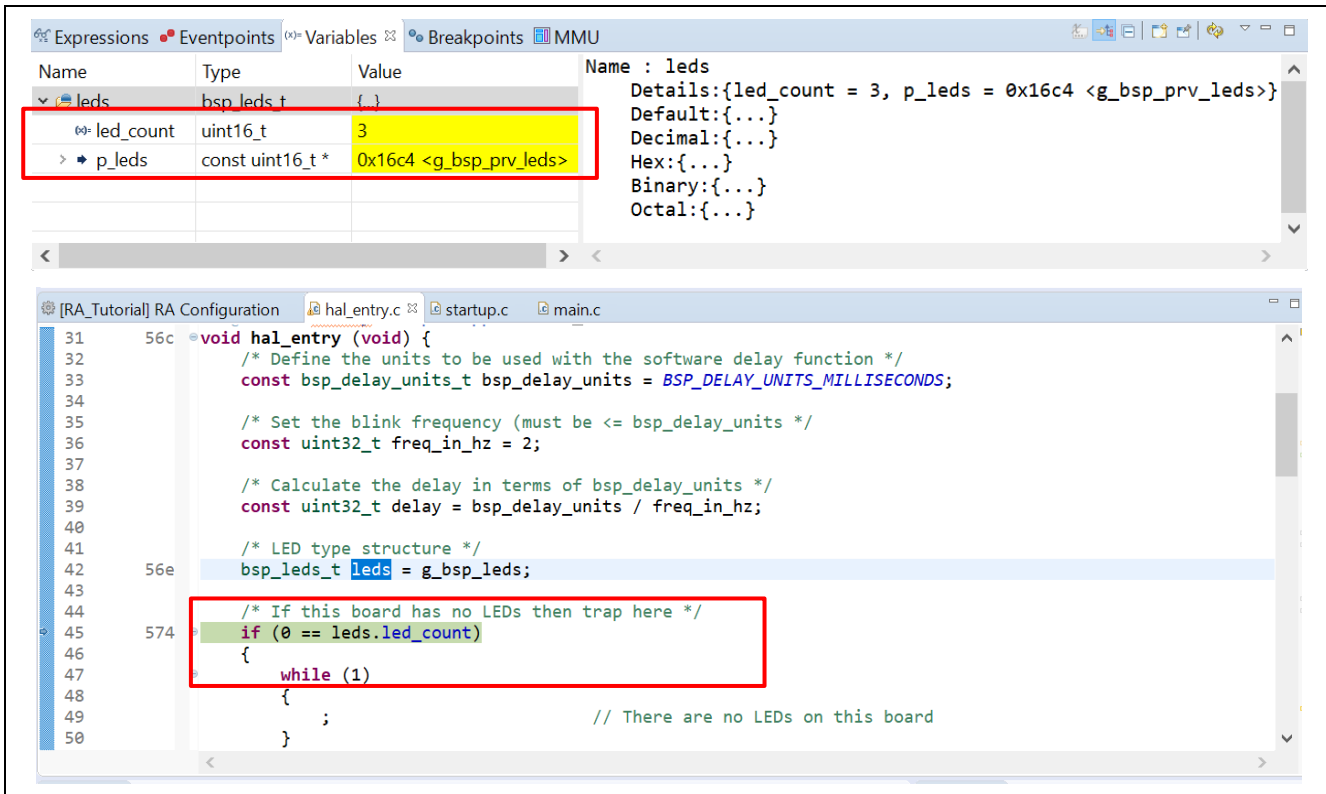 Expressions Eventpoints (x)= Variables Breakpoints MMU
Name Type Value
leds bsp_leds_t {...}
(x)= led_count uint16_t 3
> p_leds const uint16_t * 0x16c4 <g_bsp_prv_leds>
Name : leds
Details:{led_count = 3, p_leds = 0x16c4 <g_bsp_prv_leds>}
Default:{...}
Decimal:{...}
Hex:{...}
Binary:{...}
Octal:{...}
[RA_Tutorial] RA Configuration hal_entry.c startup.c main.c
31 56c void hal_entry (void) {
32 /* Define the units to be used with the software delay function */
33 const bsp_delay_units_t bsp_delay_units = BSP_DELAY_UNITS_MILLISECONDS;
34
35 /* Set the blink frequency (must be <= bsp_delay_units */
36 const uint32_t freq_in_hz = 2;
37
38 /* Calculate the delay in terms of bsp_delay_units */
39 const uint32_t delay = bsp_delay_units / freq_in_hz;
40
41 /* LED type structure */
42 56e bsp_leds_t leds = g_bsp_leds;
43
44 /* If this board has no LEDs then trap here */
45 574 if (0 == leds.led_count)
46 {
47 while (1)
48 {
49 ; // There are no LEDs on this board
50 }